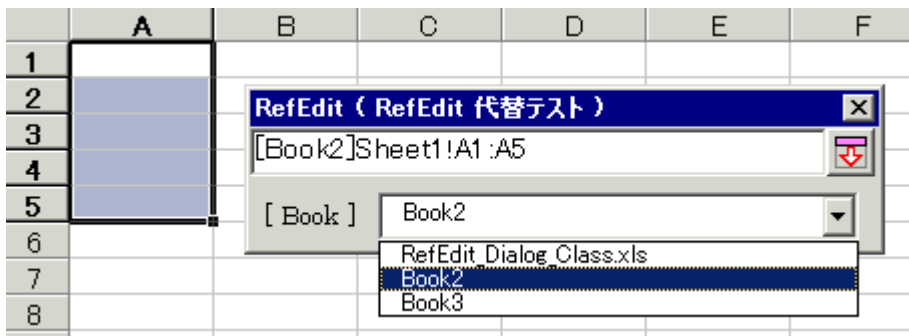 A B C D E F
1
2
RefEdit ( RefEdit 代替テスト )
3
[Book2]Sheet1!A1:A5
4
5
[ Book ] Book2
6
RefEdit_Dialog_Class.xls
7
Book2
Book3
8